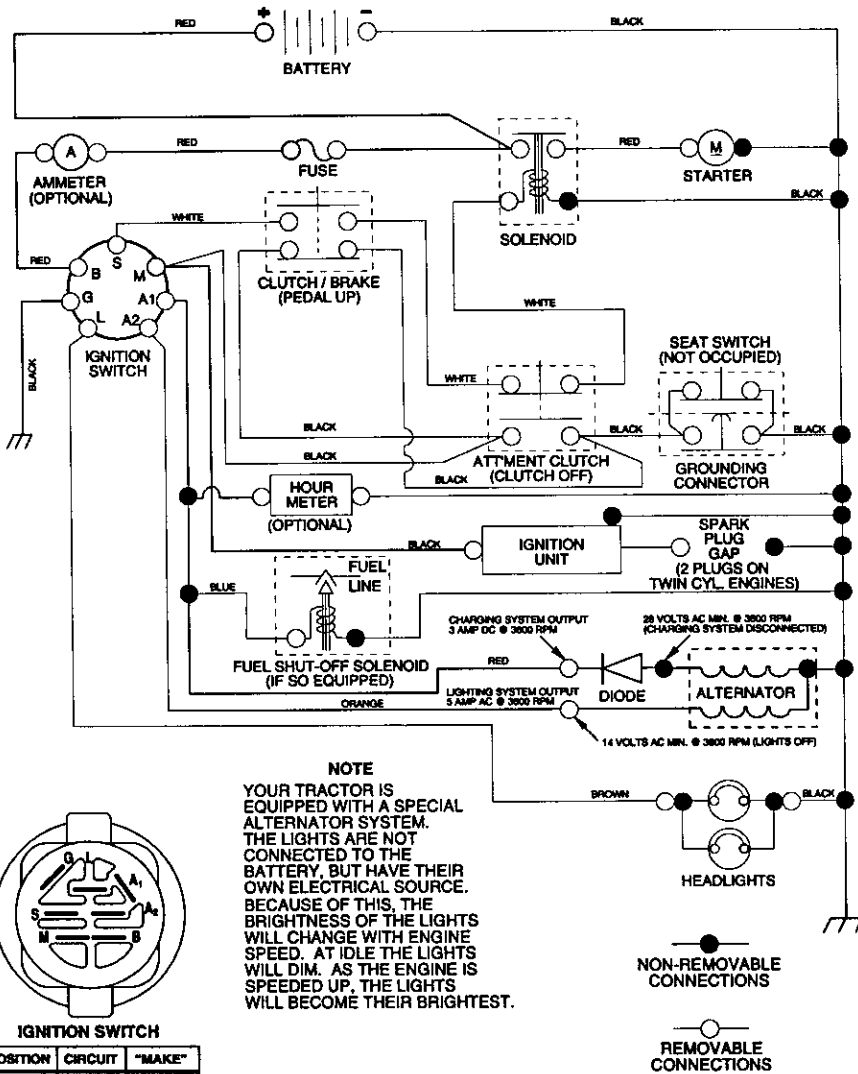 RED
+
-
BLACK
BATTERY
A
RED
FUSE
RED
M
STARTER
AMMETER
(OPTIONAL)
WHITE
BLACK
SOLENOID
S
RED
B
M
G
A1
L
A2
CLUTCH / BRAKE
(PEDAL UP)
IGNITION
SWITCH
BLACK
WHITE
SEAT SWITCH
(NOT OCCUPIED)
WHITE
BLACK
BLACK
BLACK
BLACK
BLACK
ATT'MENT CLUTCH
(CLUTCH OFF)
GROUNDING
CONNECTOR
HOUR
METER
(OPTIONAL)
BLACK
IGNITION
UNIT
SPARK
PLUG
GAP
(2 PLUGS ON
TWIN CYL. ENGINES)
BLUE
FUEL
LINE
FUEL SHUT-OFF SOLENOID
(IF SO EQUIPPED)
CHARGING SYSTEM OUTPUT
3 AMP DC @ 3600 RPM
28 VOLTS AC MIN. @ 3600 RPM
(CHARGING SYSTEM DISCONNECTED)
RED
DIODE
ALTERNATOR
ORANGE
LIGHTING SYSTEM OUTPUT
5 AMP AC @ 3600 RPM
14 VOLTS AC MIN. @ 3600 RPM (LIGHTS OFF)
BROWN
BLACK
HEADLIGHTS
NOTE
YOUR TRACTOR IS
EQUIPPED WITH A SPECIAL
ALTERNATOR SYSTEM.
THE LIGHTS ARE NOT
CONNECTED TO THE
BATTERY, BUT HAVE THEIR
OWN ELECTRICAL SOURCE.
BECAUSE OF THIS, THE
BRIGHTNESS OF THE LIGHTS
WILL CHANGE WITH ENGINE
SPEED. AT IDLE THE LIGHTS
WILL DIM. AS THE ENGINE IS
SPEEDED UP, THE LIGHTS
WILL BECOME THEIR BRIGHTEST.
G
L
A1
S
A2
M
B
IGNITION SWITCH
OSITION CIRCUIT "MAKE"
NON-REMOVABLE
CONNECTIONS
REMOVABLE
CONNECTIONS